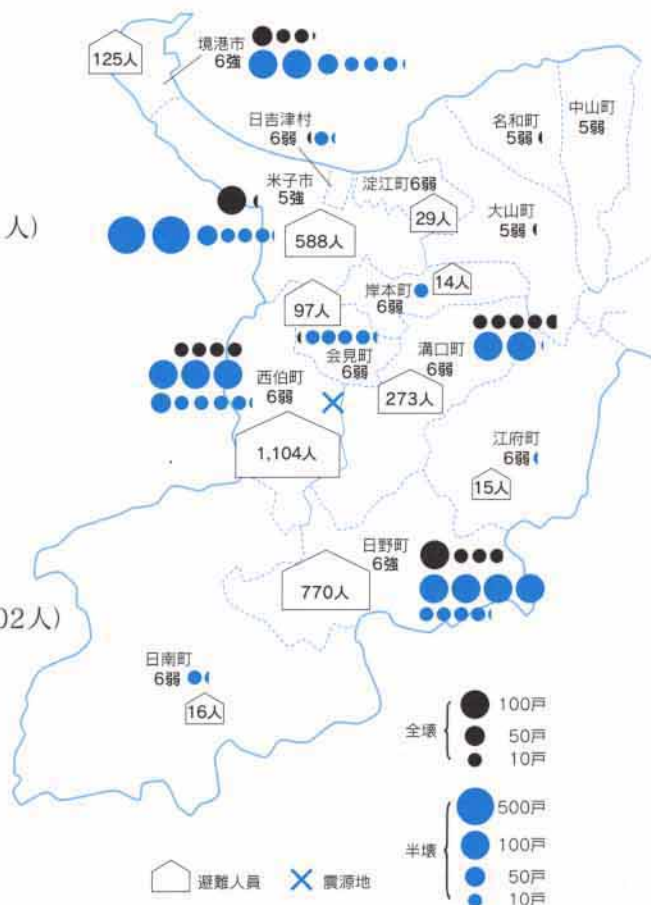 境港市
6強
125人
日吉津村
6弱
名和町
5弱
中山町
5弱
米子市
5強
淀江町6弱
人)
588人
29人
大山町
5弱
97人
岸本町
6弱
14人
会見町
6弱
溝口町
6弱
西伯町
6弱
273人
1,104人
江府町
6弱
15人
日野町
6強
770人
02人)
日南町
6弱
16人
全壊
100戸
50戸
10戸
半壊
500戸
100戸
50戸
10戸
避難人員
震源地